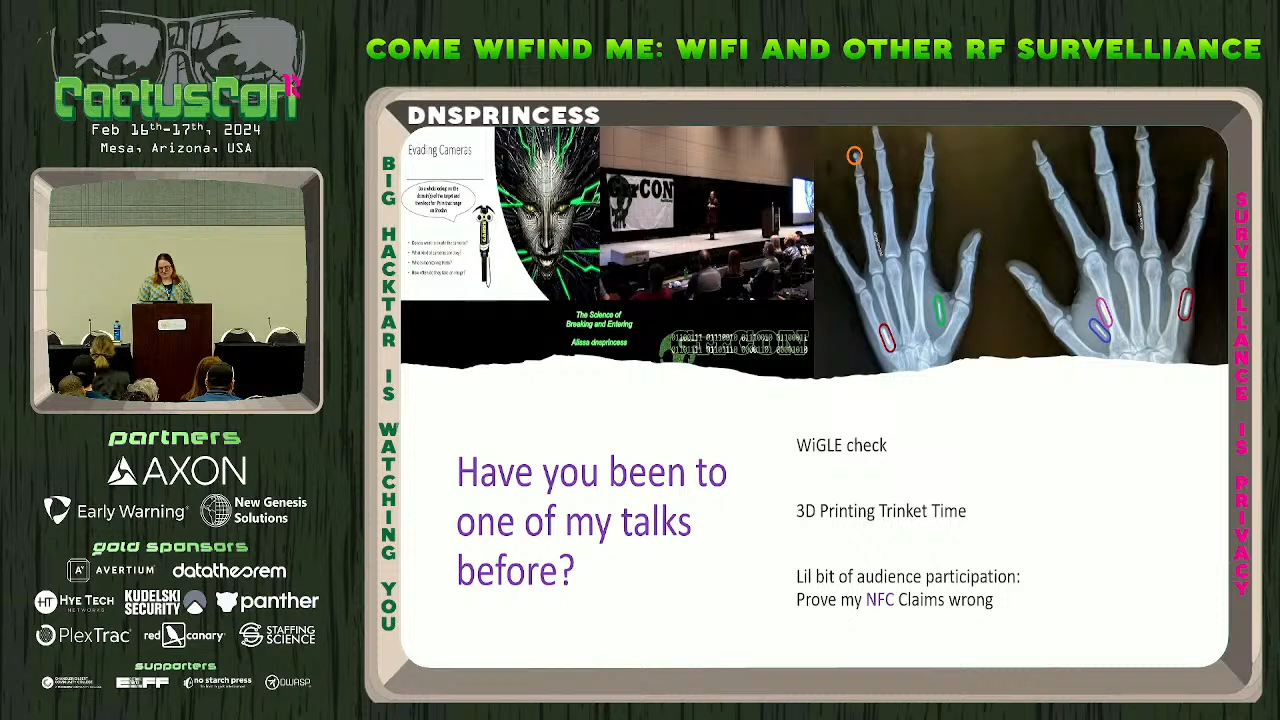 COME WIFIND ME: WIFI AND OTHER RF SURVELLIANCE
CactusCon
Feb 16th-17th, 2024
Mesa, Arizona, USA
DNSPRINCESS
BIG HACKTAR IS WATCHING YOU
SURVEILLANCE IS PRIVACY
Evading Cameras
GrrCON
The Science of
Breaking and Entering
Alissa dnsprincess
Have you been to
one of my talks
before?
WiGLE check
3D Printing Trinket Time
Lil bit of audience participation:
Prove my NFC Claims wrong
partners
AXON
Early Warning
New Genesis
Solutions
gold sponsors
AVERTIUM
datatheorem
HT HYE TECH
NETWORKS
KUDELSKI
SECURITY
panther
PlexTrac
red canary
STAFFING
SCIENCE
supporters
EFF
no starch press
OWASP